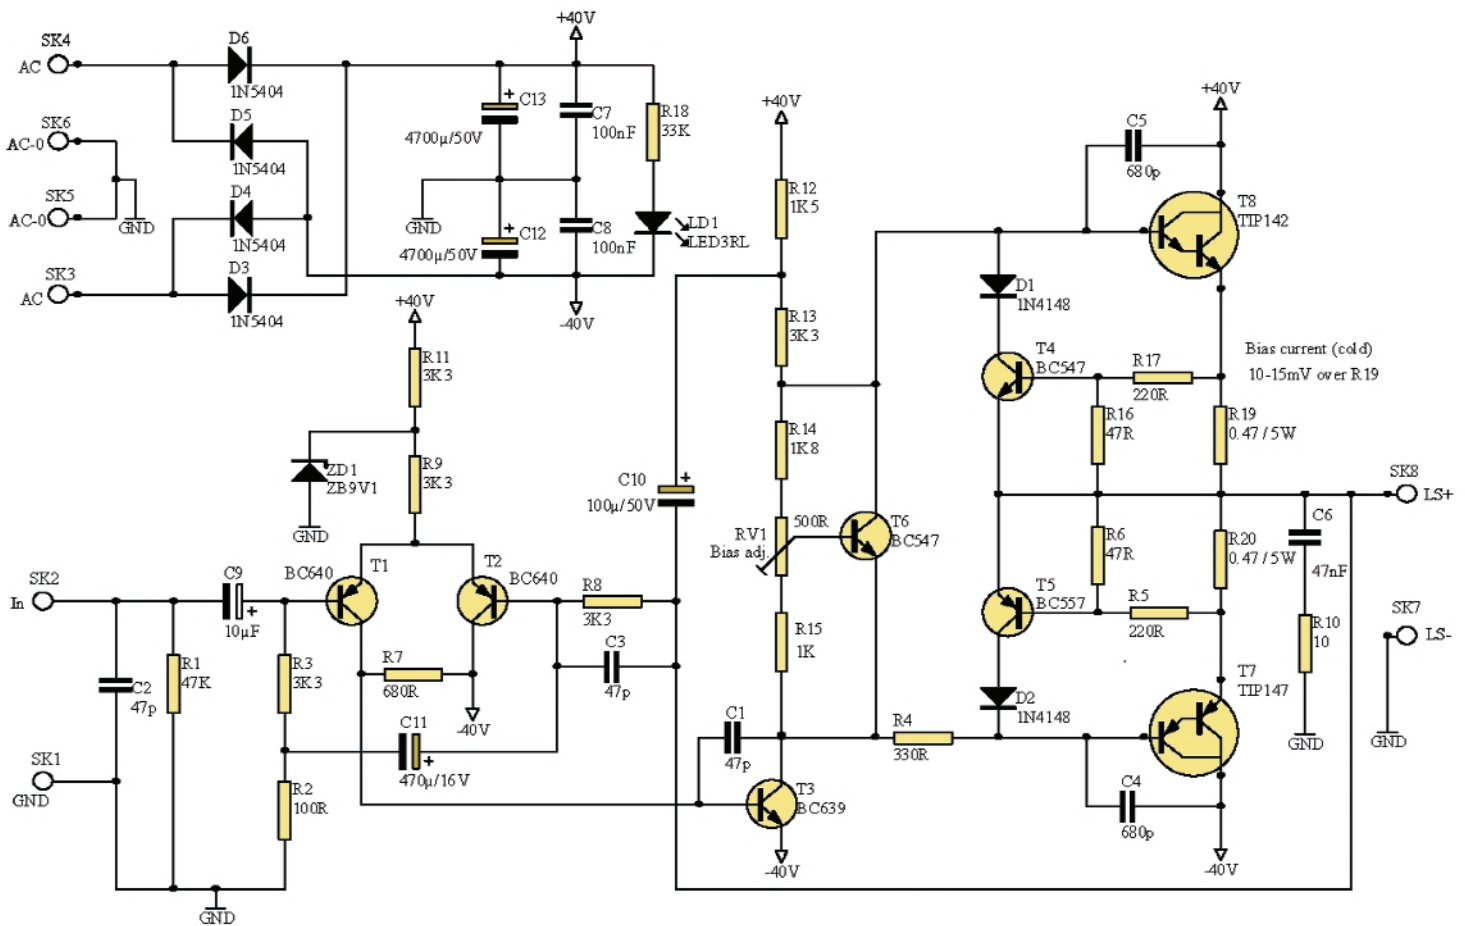 SK4
AC
D6
1N5404
SK6
AC-0
D5
1N5404
SK5
AC-0
GND
D4
1N5404
SK3
AC
D3
1N5404
+40V
C13
+
4700µ/50V
C7
100nF
R18
33K
GND
+
C12
4700µ/50V
C8
100nF
LD1
LED3RL
-40V
+40V
R11
3K3
ZD1
ZB9V1
GND
R9
3K3
SK2
In
C9
+
10µF
BC640
T1
T2
BC640
R8
3K3
C3
47p
C2
47p
R1
47K
R3
3K3
R7
680R
-40V
C11
+
470µ/16V
SK1
GND
R2
100R
GND
+40V
R12
1K5
R13
3K3
C10
+
100µ/50V
R14
1K8
RV1
500R
Bias adj.
T6
BC547
R15
1K
C1
47p
T3
BC639
-40V
R4
330R
+40V
C5
680p
T8
TIP142
D1
1N4148
T4
BC547
R17
220R
Bias current (cold)
10-15mV over R19
R16
47R
R19
0.47/5W
SK8
LS+
R6
47R
R20
0.47/5W
C6
47nF
T5
BC557
R5
220R
R10
10
GND
SK7
LS-
GND
D2
1N4148
T7
TIP147
C4
680p
-40V